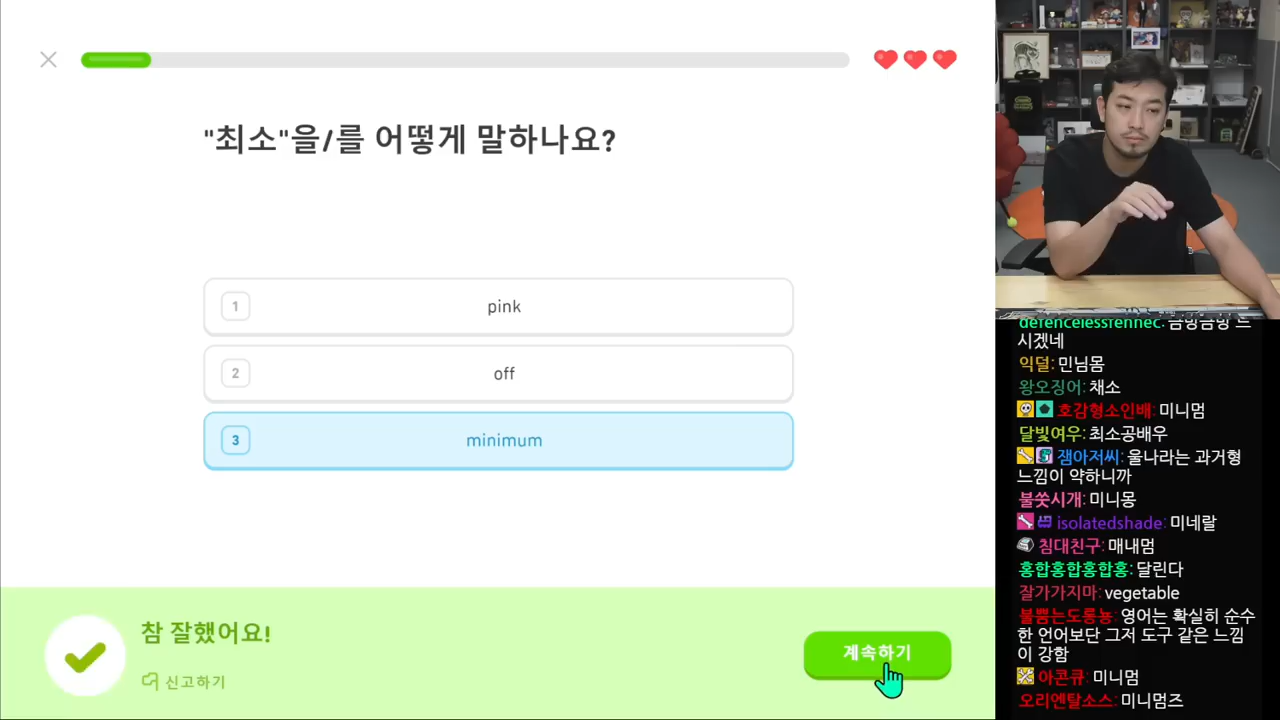 "최소"을/를 어떻게 말하나요?
1 pink
2 off
3 minimum
참 잘했어요!
신고하기
계속하기
시겠네
익덜: 민님몸
왕오징어: 채소
호감형소인배: 미니멈
달빛여우: 최소공배우
잼아저씨: 울나라는 과거형
느낌이 약하니까
불쏫시개: 미니몽
isolatedshade: 미네랄
침대친구: 매내멈
홍합홍합홍합홍: 달린다
잘가가지마: vegetable
불뿜는도롱뇽: 영어는 확실히 순수
한 언어보단 그저 도구 같은 느낌
이 강함
아콘큐: 미니멈
오리엔탈소스: 미니멈즈